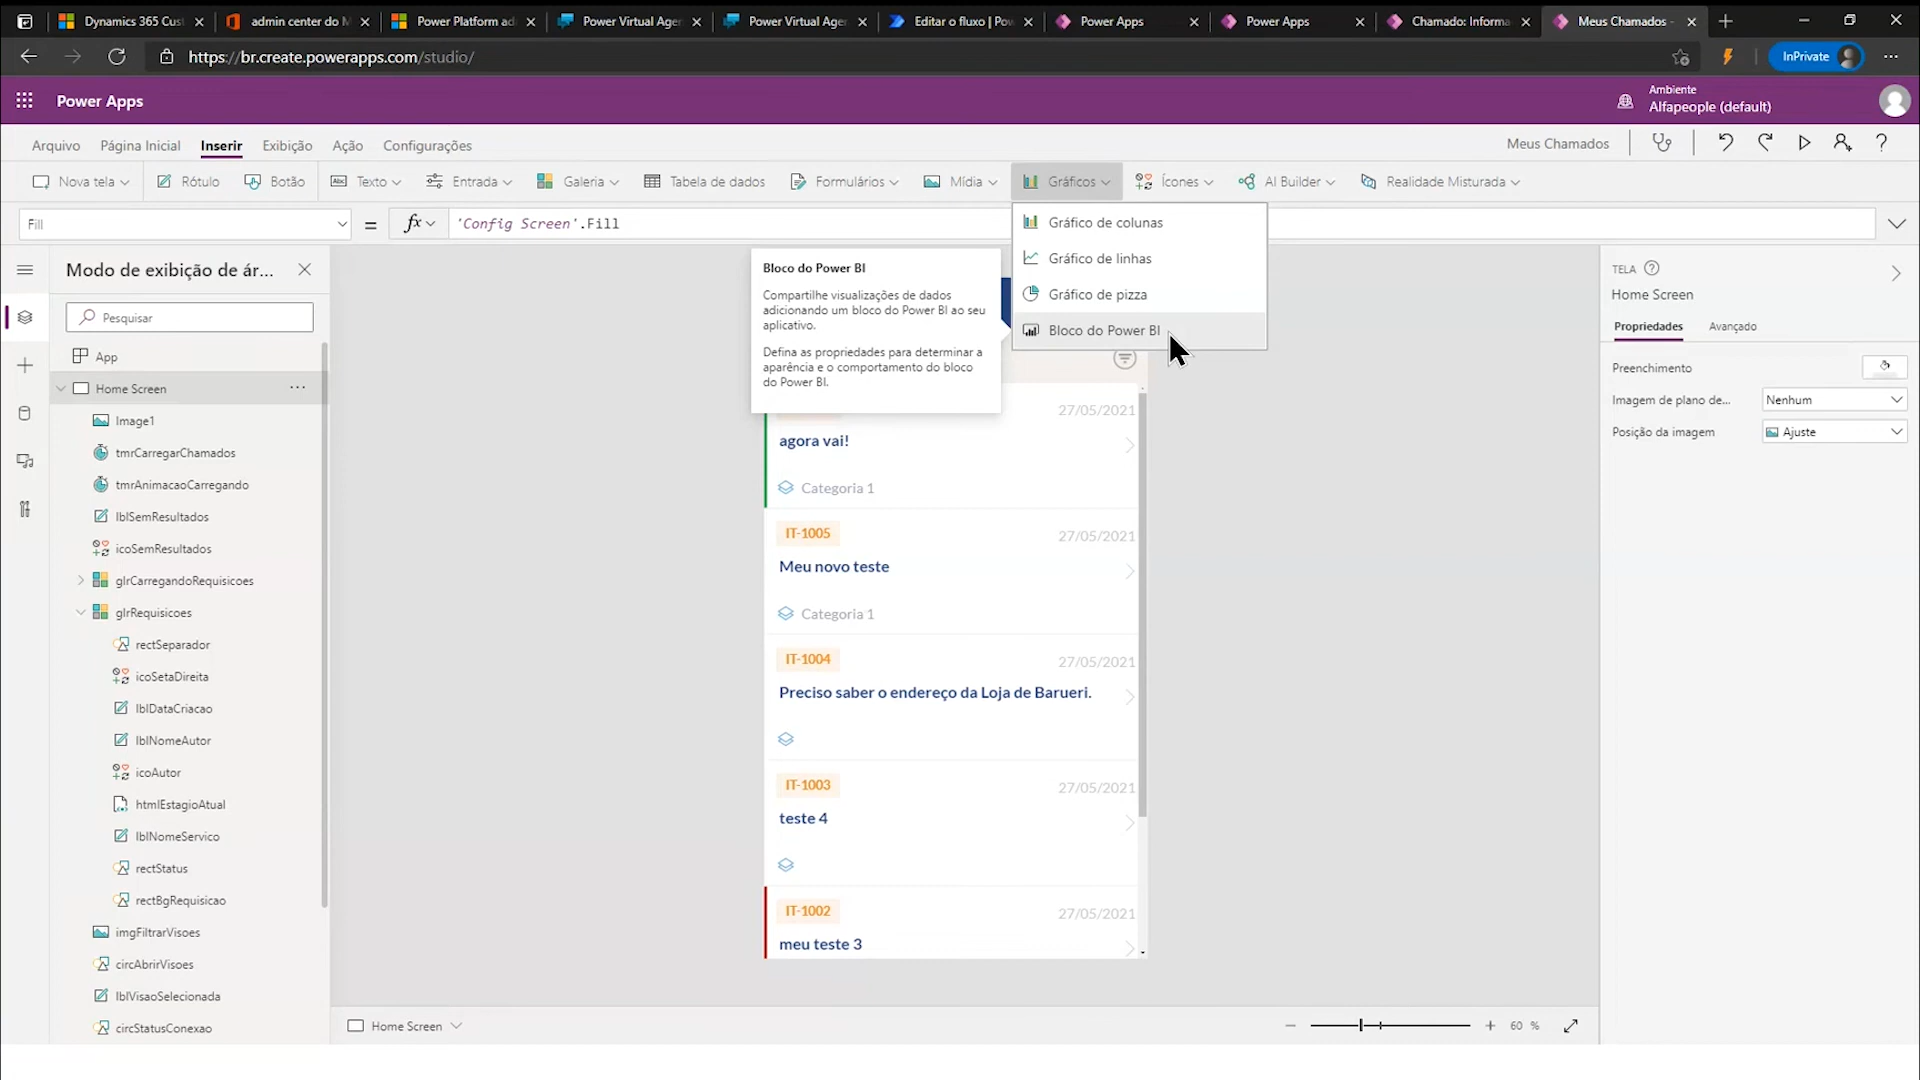 Dynamics 365 Cust
admin center do M
Power Platform ad
Power Virtual Agen
Power Virtual Agen
Editar o fluxo | Pow
Power Apps
Power Apps
Chamado: Informa
Meus Chamados -
https://br.create.powerapps.com/studio/
InPrivate
Power Apps
Ambiente
Alfapeople (default)
Arquivo
Página Inicial
Inserir
Exibição
Ação
Configurações
Meus Chamados
Nova tela
Rótulo
Botão
Texto
Entrada
Galeria
Tabela de dados
Formulários
Mídia
Gráficos
Ícones
AI Builder
Realidade Misturada
Fill
=
fx
'Config Screen'.Fill
Gráfico de colunas
Gráfico de linhas
Gráfico de pizza
Bloco do Power BI
Bloco do Power BI
Compartilhe visualizações de dados
adicionando um bloco do Power BI ao seu
aplicativo.
Defina as propriedades para determinar a
aparência e o comportamento do bloco
do Power BI.
Modo de exibição de ár...
Pesquisar
App
Home Screen
Image1
tmrCarregarChamados
tmrAnimacaoCarregando
lblSemResultados
icoSemResultados
glrCarregandoRequisicoes
glrRequisicoes
rectSeparador
icoSetaDireita
lblDataCriacao
lblNomeAutor
icoAutor
htmlEstagioAtual
lblNomeServico
rectStatus
rectBgRequisicao
imgFiltrarVisoes
circAbrirVisoes
lblVisaoSelecionada
circStatusConexao
27/05/2021
agora vai!
Categoria 1
IT-1005
27/05/2021
Meu novo teste
Categoria 1
IT-1004
27/05/2021
Preciso saber o endereço da Loja de Barueri.
IT-1003
27/05/2021
teste 4
IT-1002
27/05/2021
meu teste 3
TELA
Home Screen
Propriedades
Avançado
Preenchimento
Imagem de plano de...
Nenhum
Posição da imagem
Ajuste
Home Screen
60 %